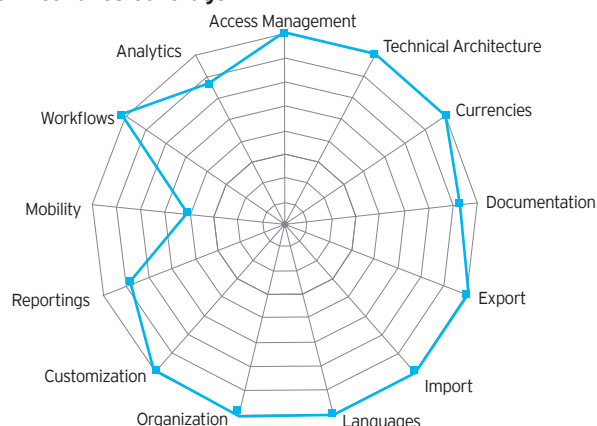 Access Management
Technical Architecture
Analytics
Currencies
Workflows
Documentation
Mobility
Export
Reportings
Import
Customization
Organization
Languages